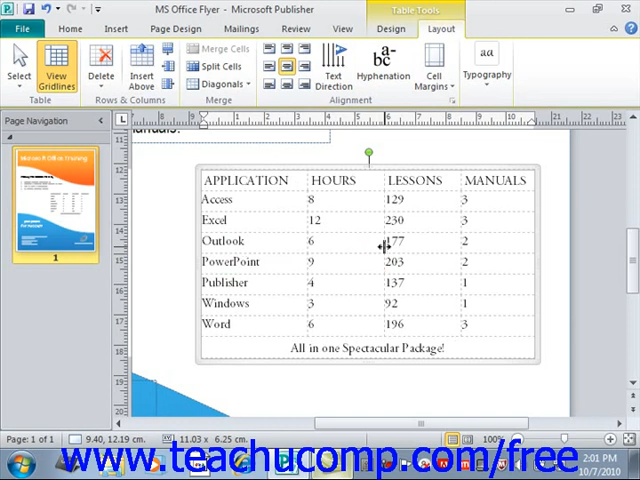 MS Office Flyer - Microsoft Publisher
Table Tools
File Home Insert Page Design Mailings Review View Design Layout
Select
View
Gridlines
Delete
Insert
Above
Merge Cells
Split Cells
Diagonals
Text
Direction
Hyphenation
Cell
Margins
Typography
Table Rows & Columns Merge Alignment
Page Navigation
1
anuals!
APPLICATION HOURS LESSONS MANUALS
Access 8 129 3
Excel 12 230 3
Outlook 6 177 2
PowerPoint 9 203 2
Publisher 4 137 1
Windows 3 92 1
Word 6 196 3
All in one Spectacular Package!
Page: 1 of 1 9.40, 12.19 cm. 11.03 x 6.25 cm. 100%
www.teachucomp.com/free
2:01 PM
10/7/2010